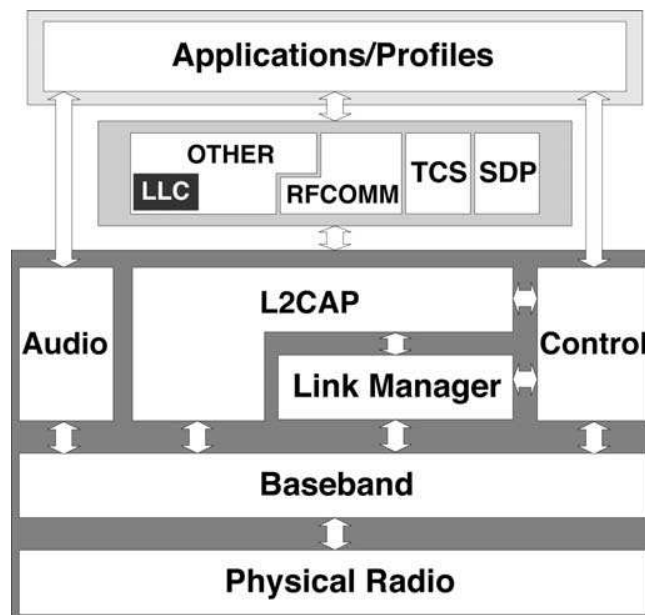 Applications/Profiles
OTHER
LLC
RFCOMM
TCS
SDP
Audio
L2CAP
Control
Link Manager
Baseband
Physical Radio